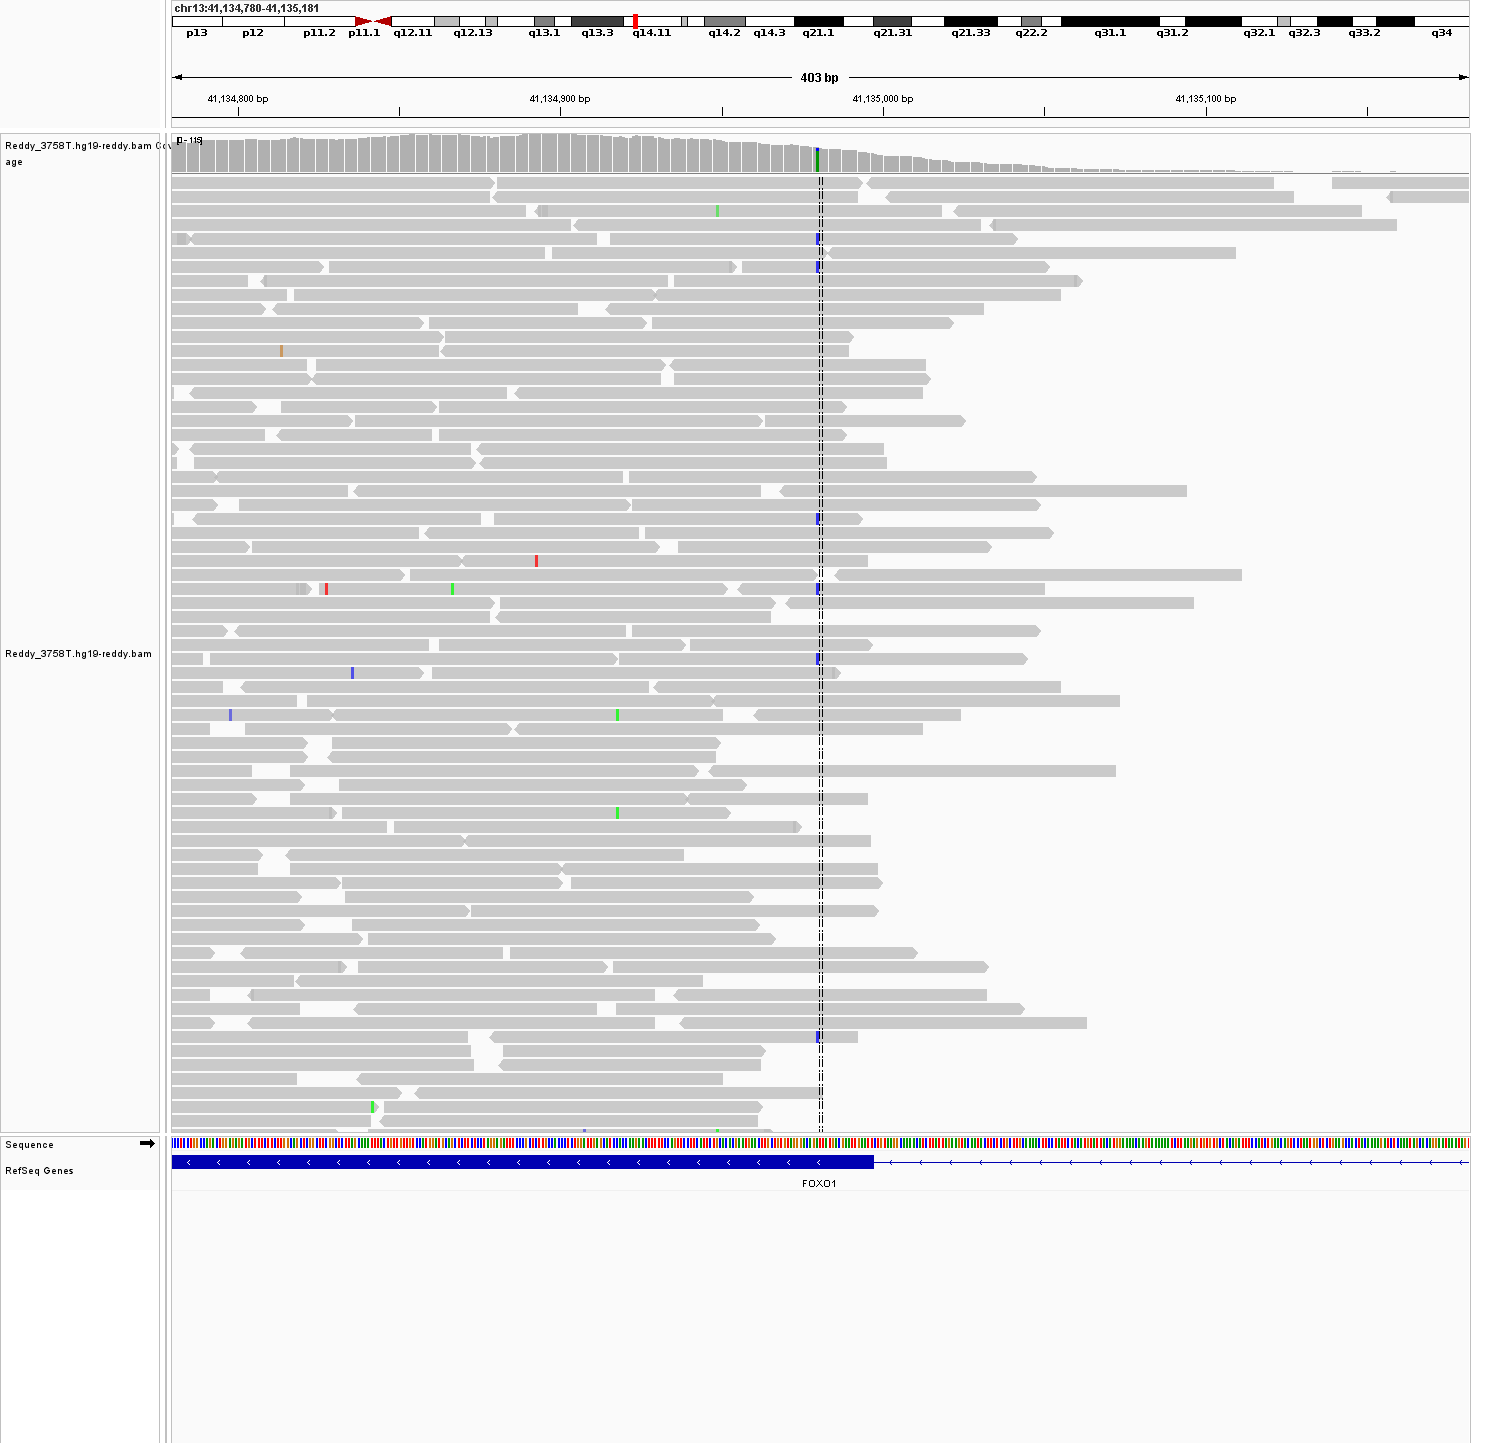 chr13:41,134,780-41,135,181
p13 p12 p11.2 p11.1 q12.11 q12.13 q13.1 q13.3 q14.11 q14.2 q14.3 q21.1 q21.31 q21.33 q22.2 q31.1 q31.2 q32.1 q32.3 q33.2 q34
403 bp
41,134,800 bp 41,134,900 bp 41,135,000 bp 41,135,100 bp
Reddy_3758T.hg19-reddy.bam Cov
age
[0 - 115]
Reddy_3758T.hg19-reddy.bam
Sequence
RefSeq Genes
FOXO1